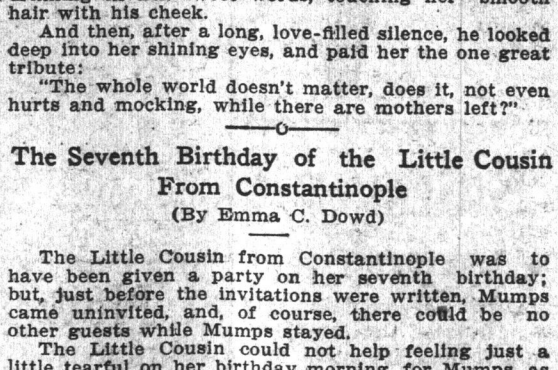 hair with his cheek.
And then, after a long, love-filled silence, he looked
deep into her shining eyes, and paid her the one great
tribute:
"The whole world doesn't matter, does it, not even
hurts and mocking, while there are mothers left?"
The Seventh Birthday of the Little Cousin
From Constantinople
(By Emma C. Dowd)
The Little Cousin from Constantinople was to
have been given a party on her seventh birthday;
but, just before the invitations were written, Mumps
came uninvited, and, of course, there could be no
other guests while Mumps stayed.
The Little Cousin could not help feeling just a
little tearful on her birthday morning, for Mumps, as